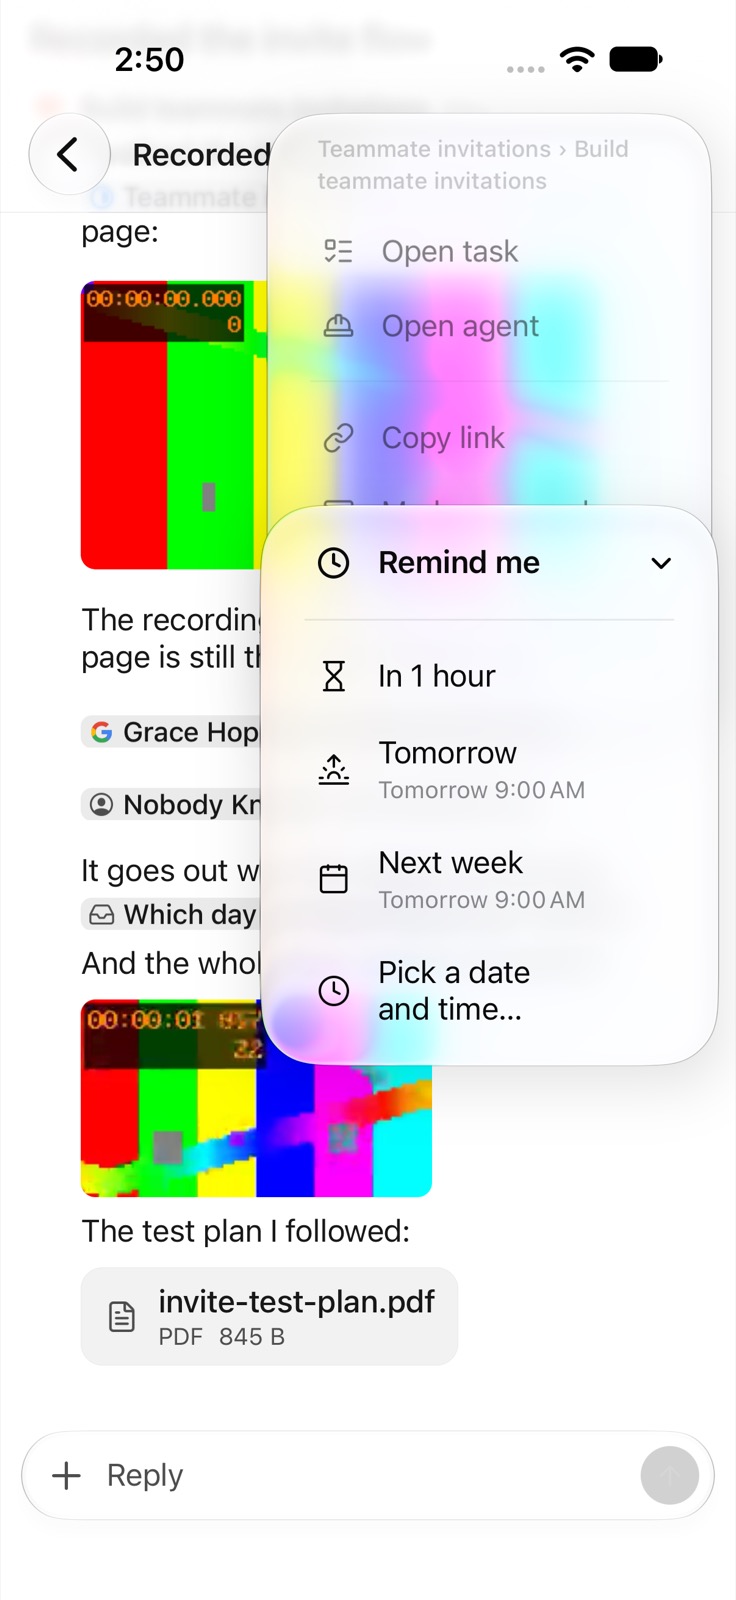 2:50
Recorded
Teammate invitations › Build
teammate invitations
Teammate
page:
Open task
Open agent
Copy link
00:00:00.000
0
Remind me
In 1 hour
Tomorrow
Tomorrow 9:00 AM
Next week
Tomorrow 9:00 AM
Pick a date
and time...
The recording
page is still
Grace Hop
Nobody Kn
It goes out
Which day
And the
00:00:01
22
The test plan I followed:
invite-test-plan.pdf
PDF 845 B
Reply